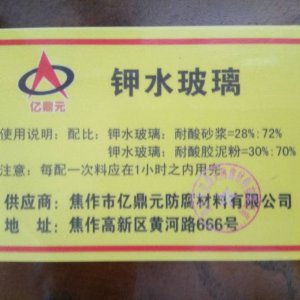 钾水玻璃
亿鼎元
使用说明：配比：钾水玻璃：耐酸砂浆=28%：72%
钾水玻璃：耐酸胶泥粉=30%：70%
注意：每配一次料应在1小时之内用完。
供应商：焦作市亿鼎元防腐材料有限公司
地 址：焦作高新区黄河路666号